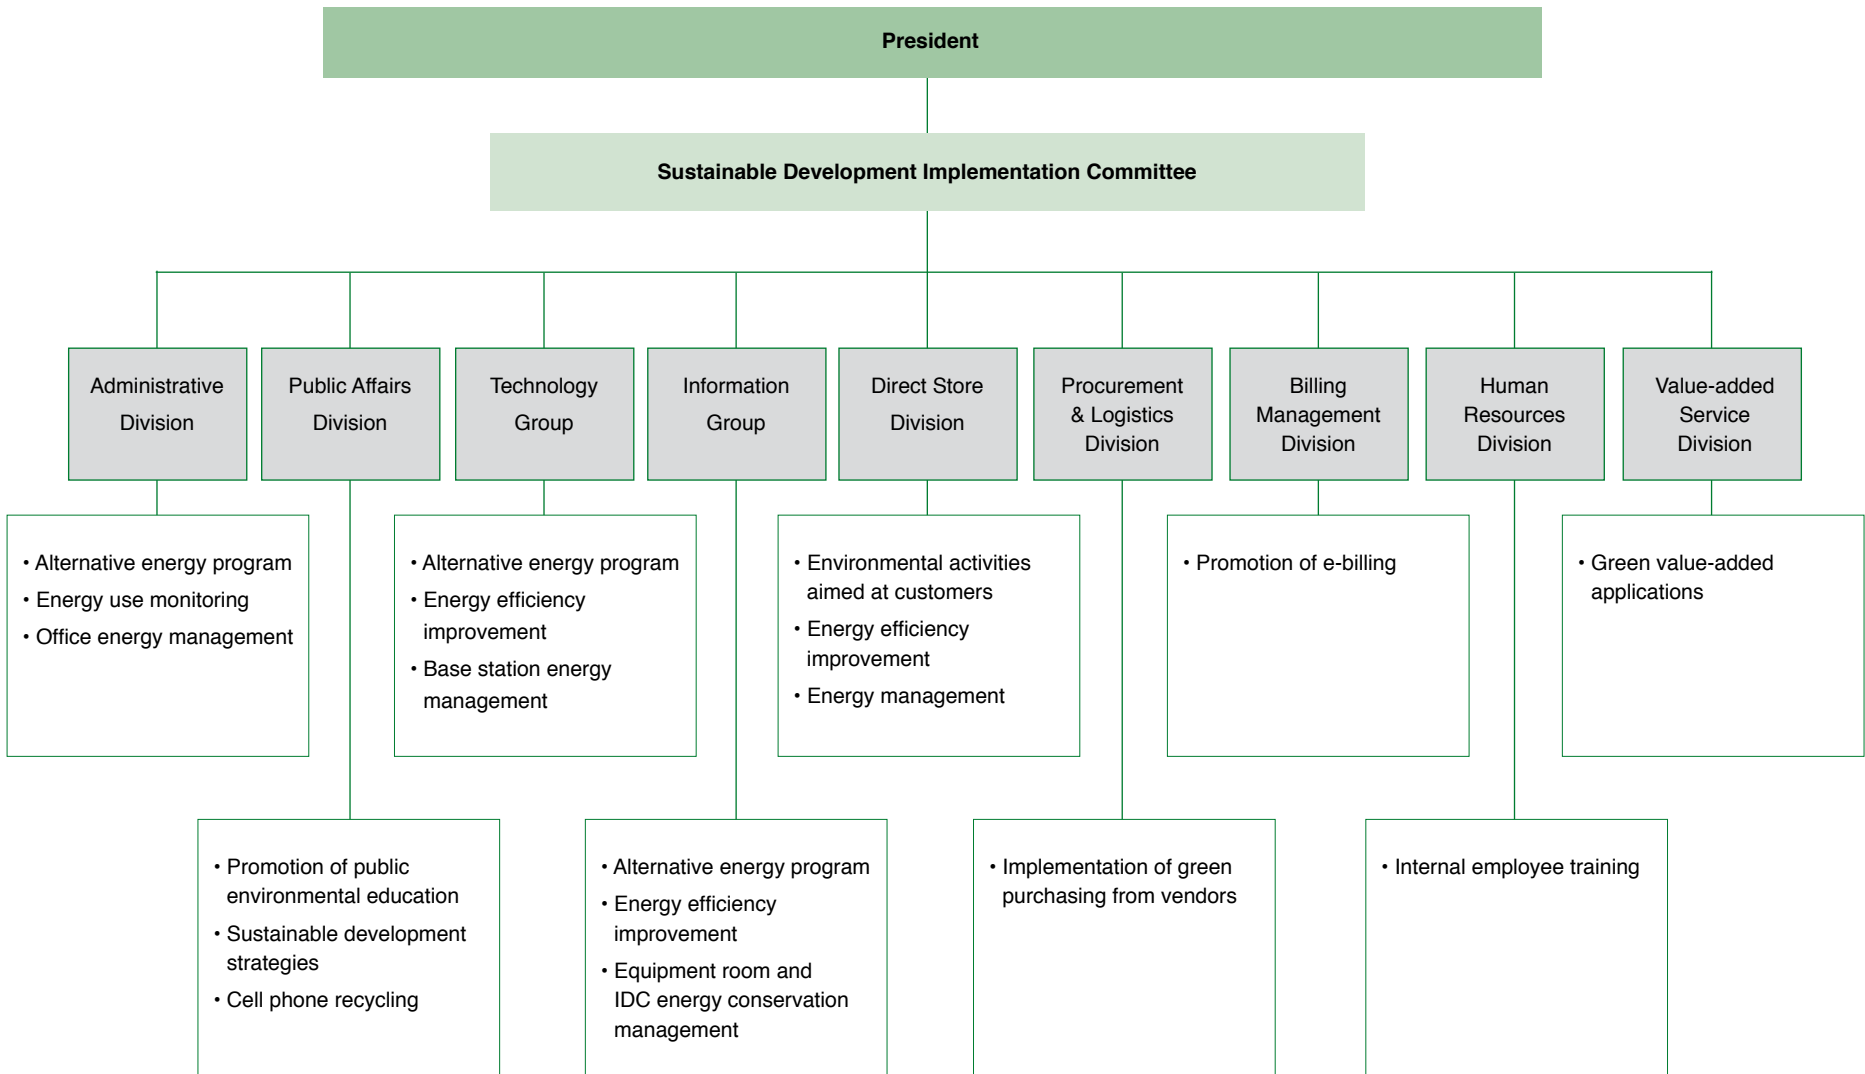 President
Sustainable Development Implementation Committee
Administrative
Division
Public Affairs
Division
Technology
Group
Information
Group
Direct Store
Division
Procurement
& Logistics
Division
Billing
Management
Division
Human
Resources
Division
Value-added
Service
Division
• Alternative energy program
• Energy use monitoring
• Office energy management
• Alternative energy program
• Energy efficiency
improvement
• Base station energy
management
• Environmental activities
aimed at customers
• Energy efficiency
improvement
• Energy management
• Promotion of e-billing
• Green value-added
applications
• Promotion of public
environmental education
• Sustainable development
strategies
• Cell phone recycling
• Alternative energy program
• Energy efficiency
improvement
• Equipment room and
IDC energy conservation
management
• Implementation of green
purchasing from vendors
• Internal employee training